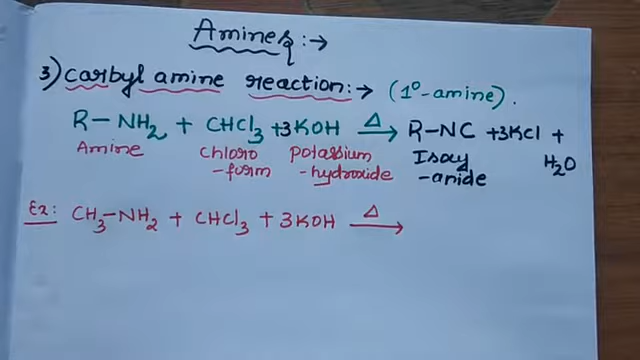 Amines:→
3) carbyl amine reaction:→ (1°-amine).
R-NH₂ + CHCl₃ +3KOH △→ R-NC +3KCl +
H₂O
Amine chloro-form potassium-hydroxide Isocy-anide
Ex: CH₃-NH₂ + CHCl₃ + 3KOH △→